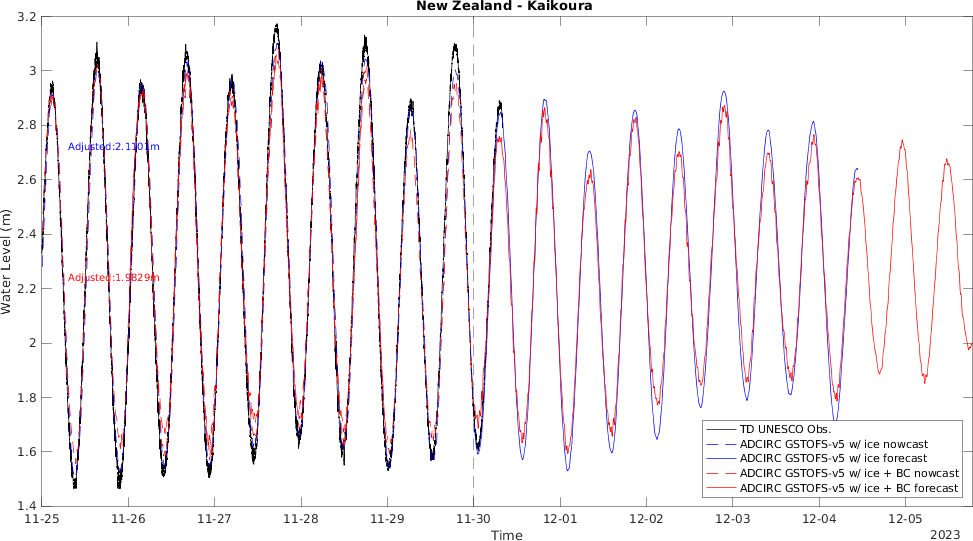 New Zealand - Kaikoura
Water Level (m)
3.2
3
2.8
2.6
2.4
2.2
2
1.8
1.6
1.4
Adjusted:2.1101m
Adjusted:1.9829m
TD UNESCO Obs.
ADCIRC GSTOFS-v5 w/ ice nowcast
ADCIRC GSTOFS-v5 w/ ice forecast
ADCIRC GSTOFS-v5 w/ ice + BC nowcast
ADCIRC GSTOFS-v5 w/ ice + BC forecast
11-25 11-26 11-27 11-28 11-29 11-30 12-01 12-02 12-03 12-04 12-05
Time
2023